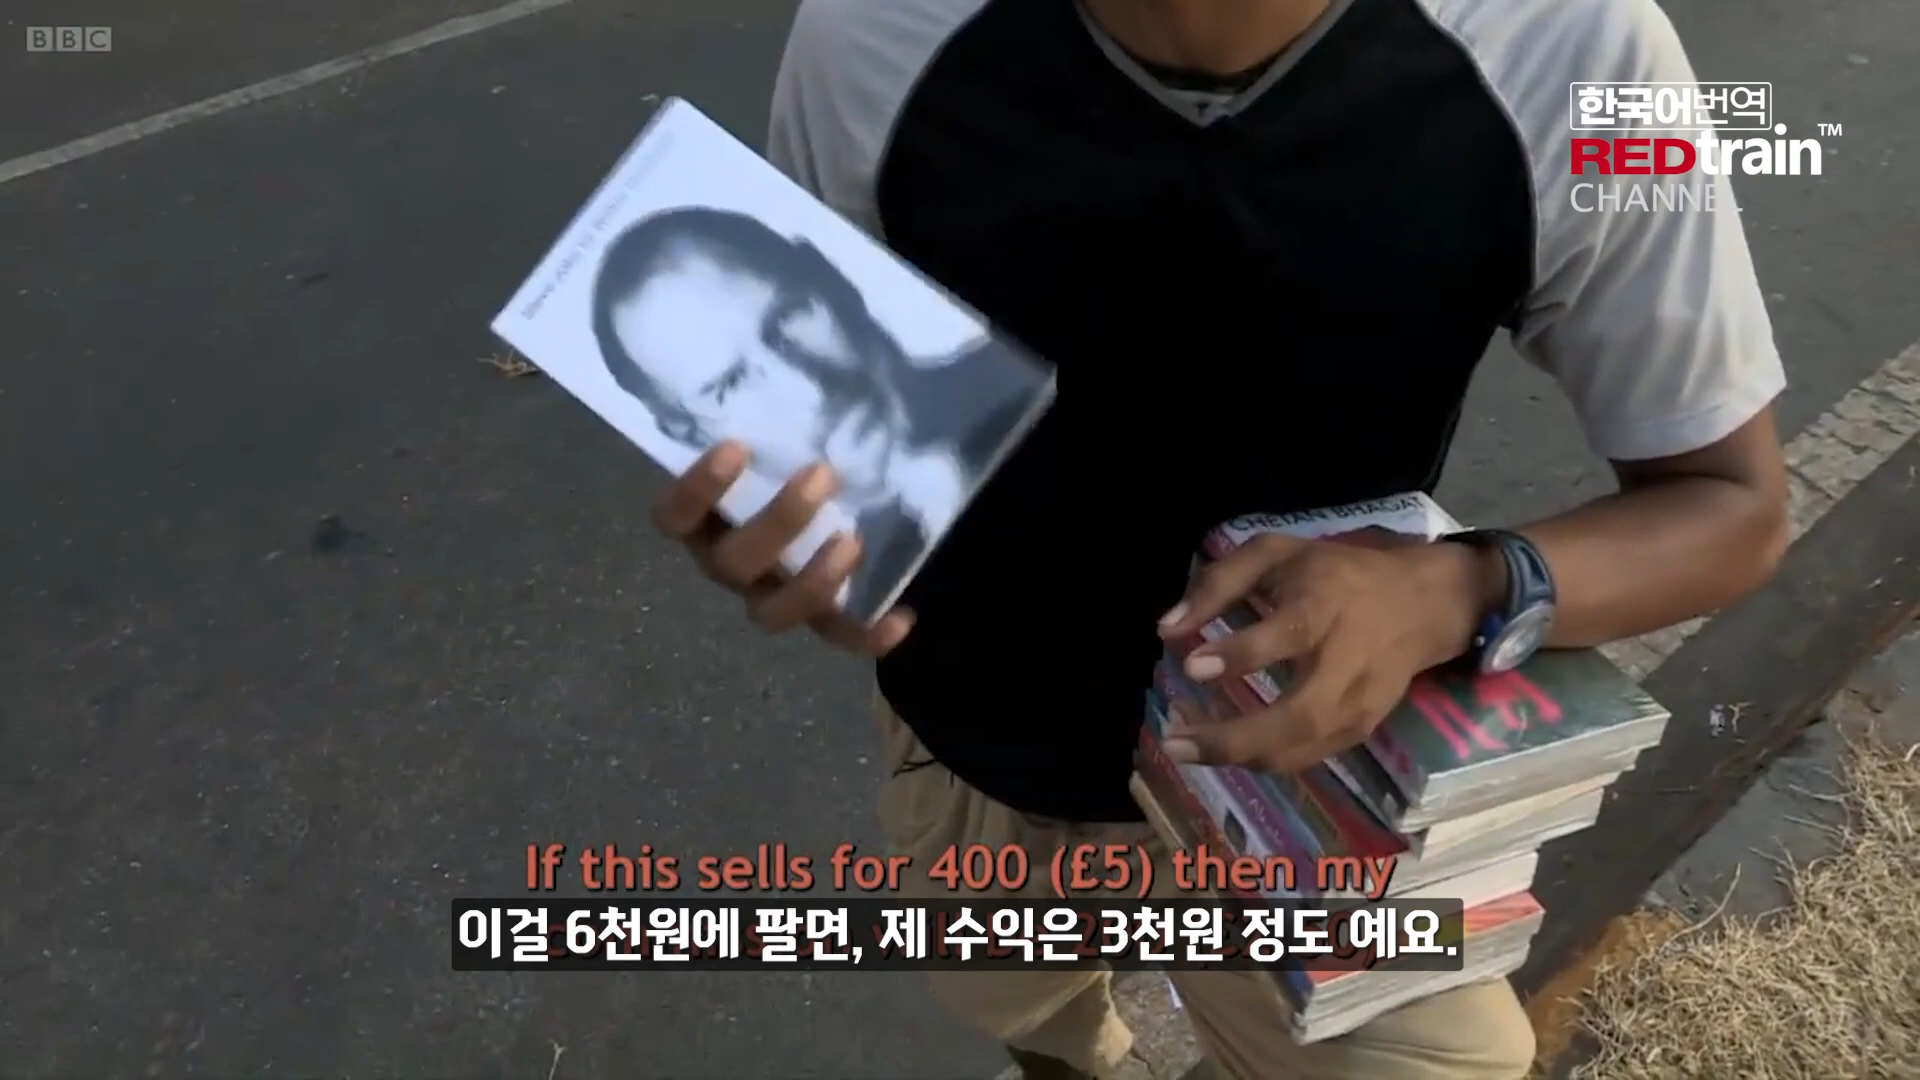 BBC
한국어번역
REDtrain™
CHANNEL
CHETAN BHAGAT
If this sells for 400 (£5) then my
이걸 6천원에 팔면, 제 수익은 3천원 정도 예요.